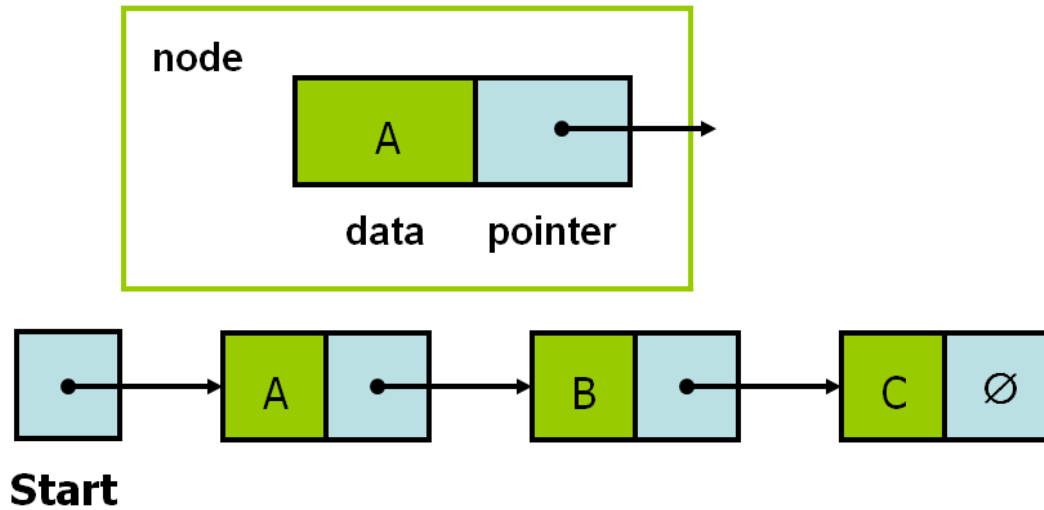 node
A
data pointer
A B C ∅
Start